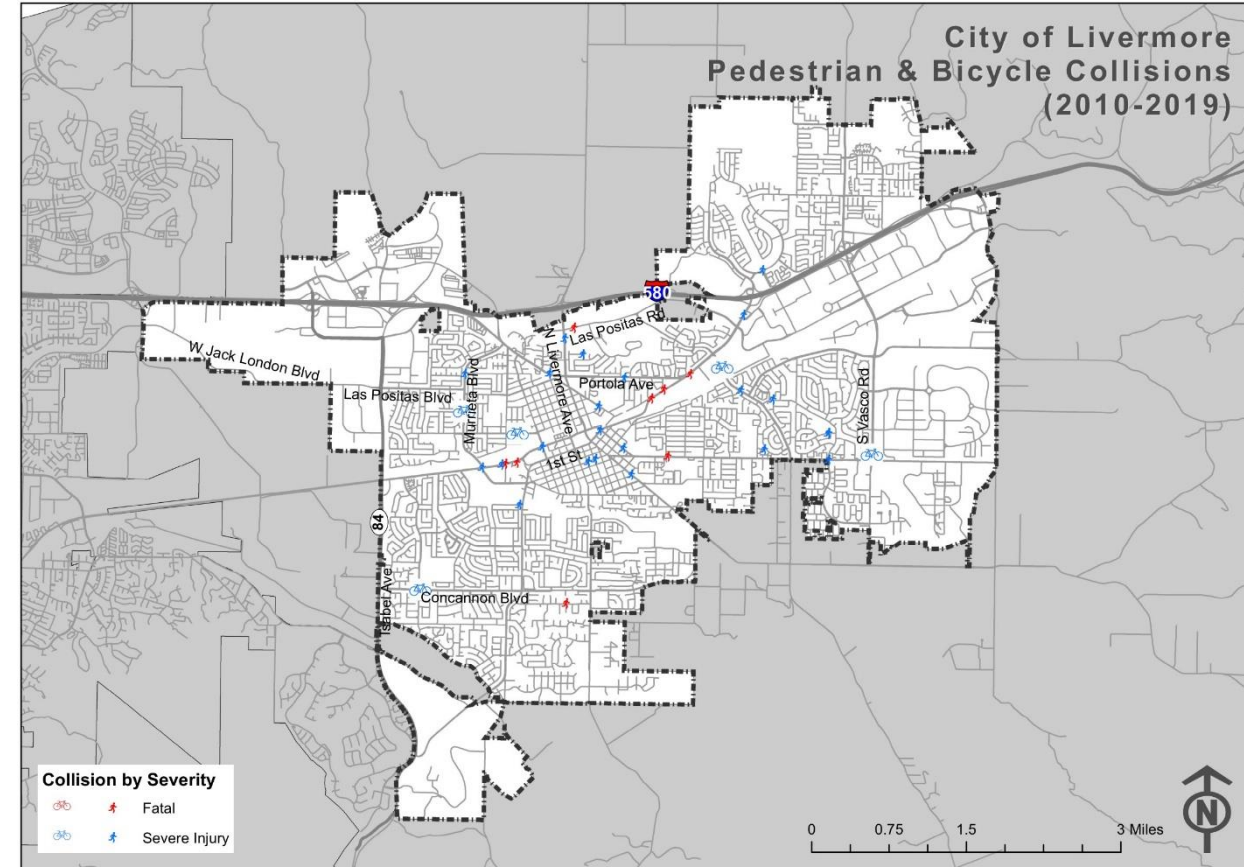 City of Livermore
Pedestrian & Bicycle Collisions
(2010-2019)
580
Las Positas Rd
N Livermore Ave
W Jack London Blvd
Murrieta Blvd
Portola Ave
Las Positas Blvd
S Vasco Rd
1st St
84
Isabel Ave
Concannon Blvd
Collision by Severity
Fatal
Severe Injury
0 0.75 1.5 3 Miles
N